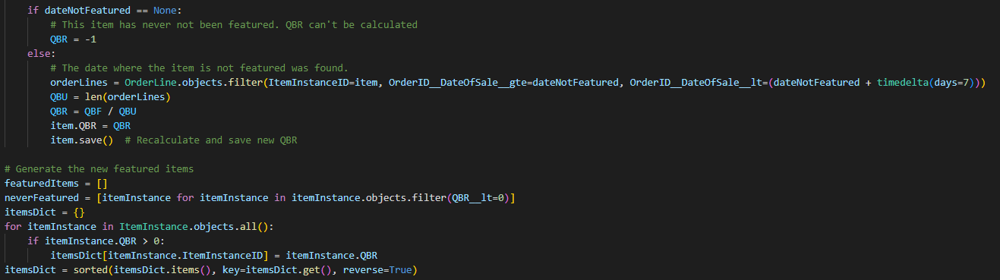 if dateNotFeatured == None:
# This item has never not been featured. QBR can't be calculated
QBR = -1
else:
# The date where the item is not featured was found.
orderLines = OrderLine.objects.filter(ItemInstanceID=item, OrderID__DateOfSale__gte=dateNotFeatured, OrderID__DateOfSale__lt=(dateNotFeatured + timedelta(days=7)))
QBU = len(orderLines)
QBR = QBF / QBU
item.QBR = QBR
item.save()  # Recalculate and save new QBR
# Generate the new featured items
featuredItems = []
neverFeatured = [itemInstance for itemInstance in itemInstance.objects.filter(QBR__lt=0)]
itemsDict = {}
for itemInstance in ItemInstance.objects.all():
if itemInstance.QBR > 0:
itemsDict[itemInstance.ItemInstanceID] = itemInstance.QBR
itemsDict = sorted(itemsDict.items(), key=itemsDict.get(), reverse=True)